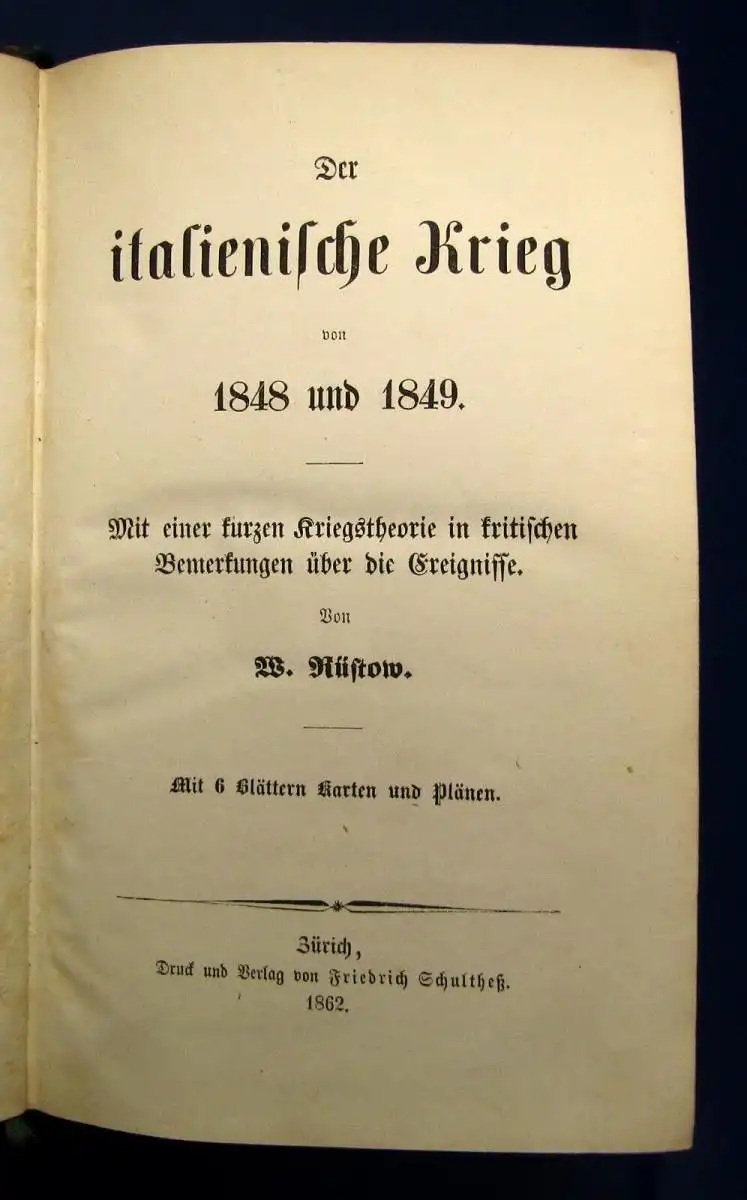 Der
italienische Krieg
von
1848 und 1849.
Mit einer kurzen Kriegstheorie in kritischen
Bemerkungen über die Ereignisse.
Von
W. Rüstow.
Mit 6 Blättern Karten und Plänen.
Zürich,
Druck und Verlag von Friedrich Schultheß.
1862.